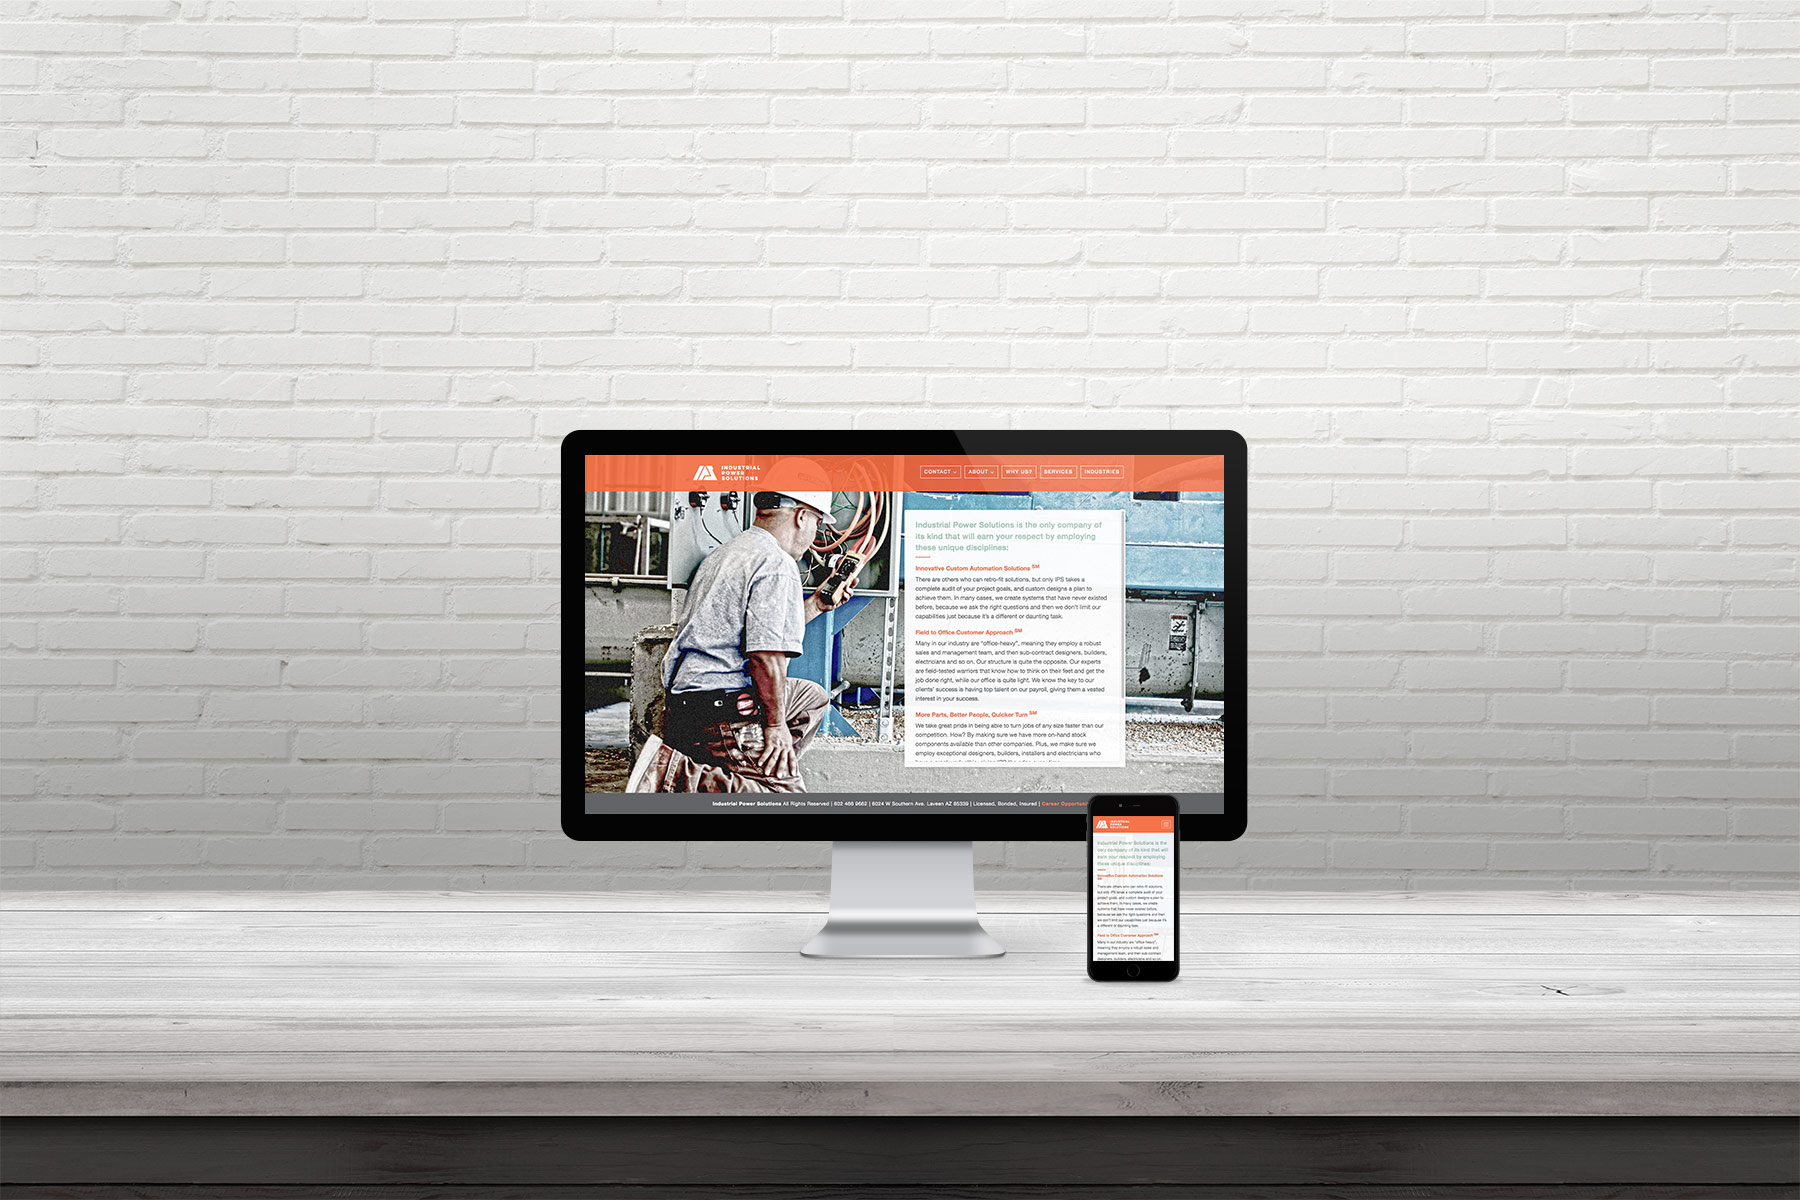 INDUSTRIAL
POWER
SOLUTIONS
CONTACT
ABOUT
WHY US?
SERVICES
INDUSTRIES
Industrial Power Solutions is the only company of
its kind that will earn your respect by employing
these unique disciplines:
Innovative Custom Automation Solutions SM
There are others who can retro-fit solutions, but only IPS takes a
complete audit of your project goals, and custom designs a plan to
achieve them. In many cases, we create systems that have never existed
before, because we ask the right questions and then we don't limit our
capabilities just because it's a different or daunting task.
Field to Office Customer Approach SM
Many in our industry are "office-heavy", meaning they employ a robust
sales and management team, and then sub-contract designers, builders,
electricians and so on. Our structure is quite the opposite. Our experts
are field-tested warriors that know how to think on their feet and get the
job done right, while our office is quite light. We know the key to our
clients' success is having top talent on our payroll, giving them a vested
interest in your success.
More Parts, Better People, Quicker Turn SM
We take great pride in being able to turn jobs of any size faster than our
competition. How? By making sure we have more on-hand stock
components available than other companies. Plus, we make sure we
employ exceptional designers, builders, installers and electricians who
Industrial Power Solutions All Rights Reserved | 602 466 9662 | 6024 W Southern Ave. Laveen AZ 85339 | Licensed, Bonded, Insured | Career
INDUSTRIAL
POWER
SOLUTIONS
Industrial Power Solutions is the
only company of its kind that will
earn your respect by employing
these unique disciplines:
Innovative Custom Automation Solutions
SM
There are others who can retro-fit solutions,
but only IPS takes a complete audit of your
project goals, and custom designs a plan to
achieve them. In many cases, we create
systems that have never existed before,
because we ask the right questions and then
we don't limit our capabilities just because it's
a different or daunting task.
Field to Office Customer Approach SM
Many in our industry are "office-heavy",
meaning they employ a robust sales and
management team, and then sub-contract
designers, builders, electricians and so on.